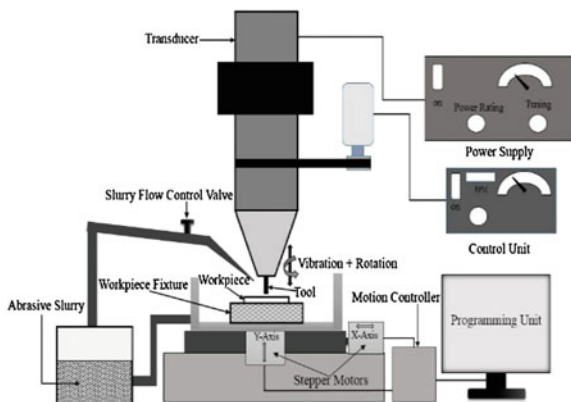 Transducer
ON
Power Rating
Tuning
Power Supply
Slurry Flow Control Valve
RPM
ON
Control Unit
Vibration + Rotation
Workpiece
Tool
Workpiece Fixture
Motion Controller
Abrasive Slurry
Programming Unit
Y-Axis
X-Axis
Stepper Motors